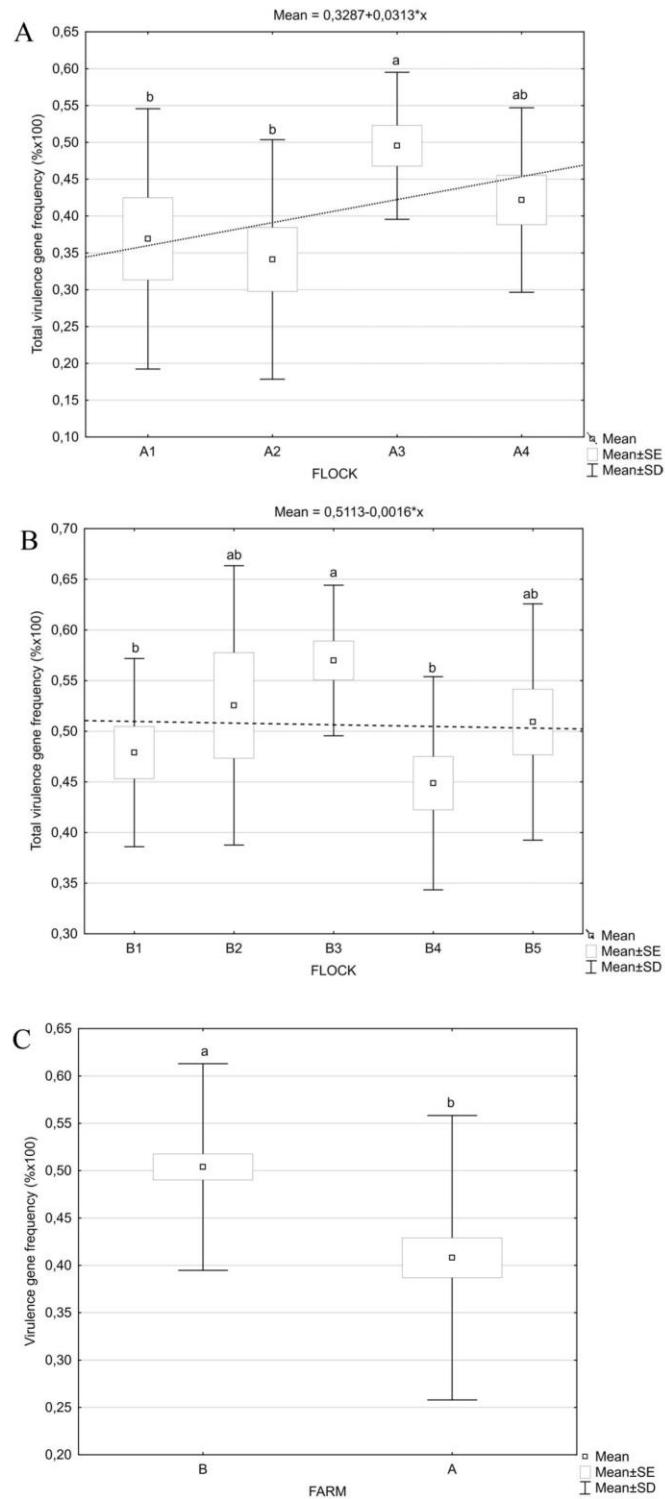 A
Mean = 0,3287+0,0313*x
Total virulence gene frequency (%x100)
0,65
0,60
0,55
0,50
0,45
0,40
0,35
0,30
0,25
0,20
0,15
0,10
b
b
a
ab
A1 A2 A3 A4
FLOCK
Mean
Mean±SE
Mean±SD
B
Mean = 0,5113-0,0016*x
Total virulence gene frequency (%x100)
0,70
0,65
0,60
0,55
0,50
0,45
0,40
0,35
0,30
b
ab
a
b
ab
B1 B2 B3 B4 B5
FLOCK
Mean
Mean±SE
Mean±SD
C
Virulence gene frequency (%x100)
0,65
0,60
0,55
0,50
0,45
0,40
0,35
0,30
0,25
0,20
a
b
B A
FARM
Mean
Mean±SE
Mean±SD